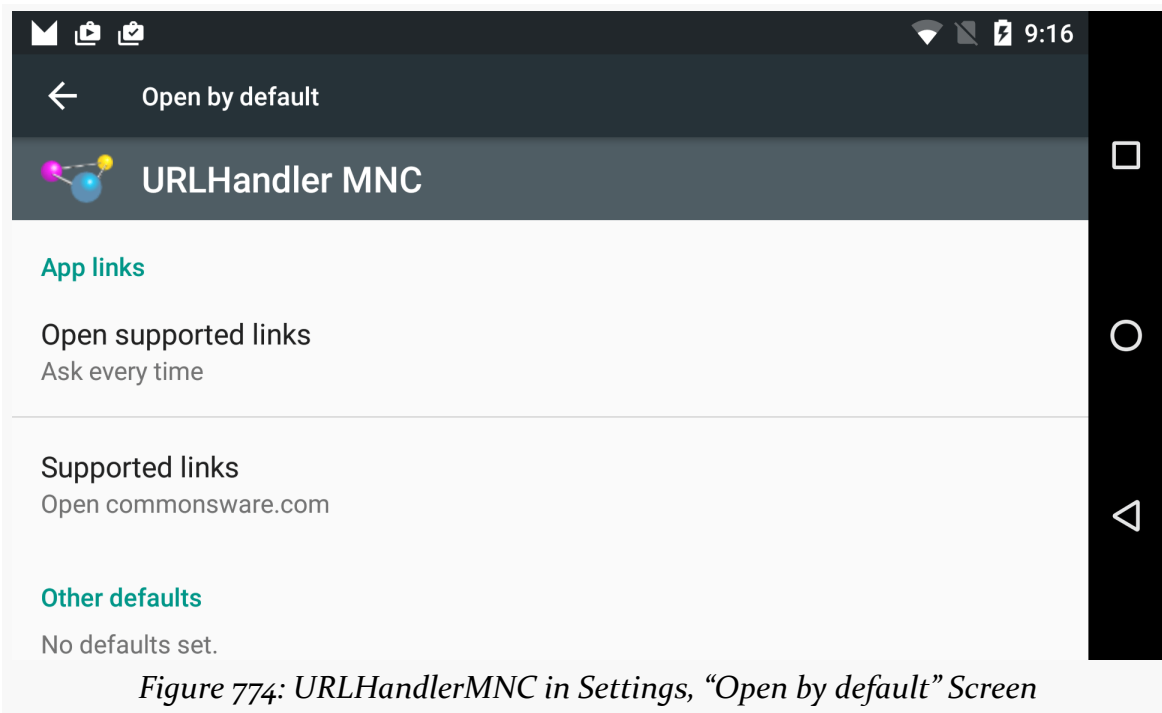 9:16
Open by default
URLHandler MNC
App links
Open supported links
Ask every time
Supported links
Open commonsware.com
Other defaults
No defaults set.
Figure 774: URLHandlerMNC in Settings, “Open by default” Screen